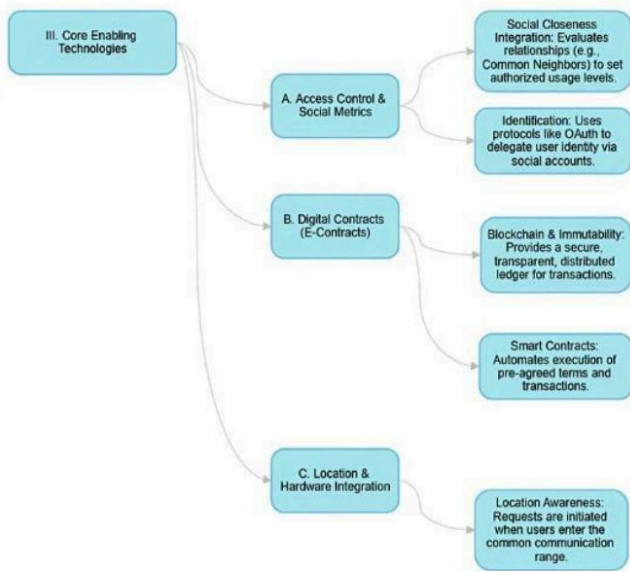 III. Core Enabling
Technologies
Social Closeness
Integration: Evaluates
relationships (e.g.,
Common Neighbors) to set
authorized usage levels.
A. Access Control &
Social Metrics
Identification: Uses
protocols like OAuth to
delegate user identity via
social accounts.
B. Digital Contracts
(E-Contracts)
Blockchain & Immutability:
Provides a secure,
transparent, distributed
ledger for transactions.
Smart Contracts:
Automates execution of
pre-agreed terms and
transactions.
C. Location &
Hardware Integration
Location Awareness:
Requests are initiated
when users enter the
common communication
range.